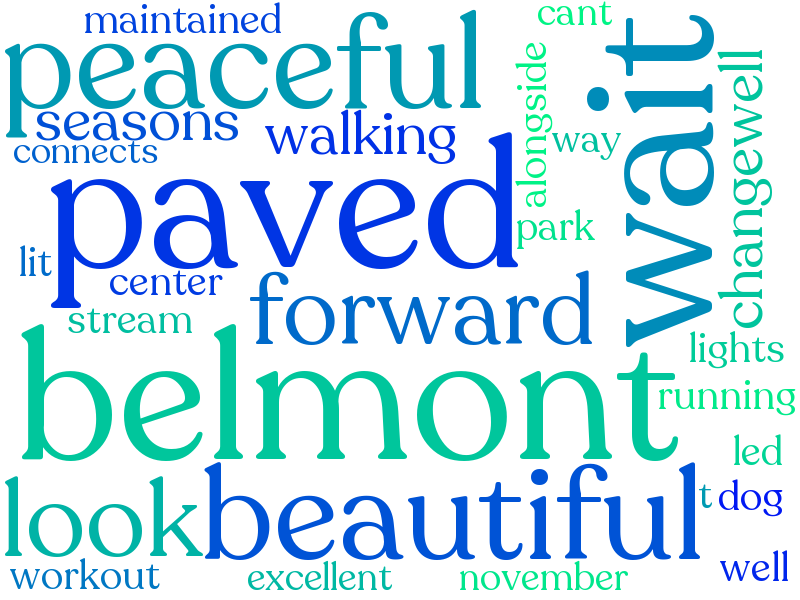 maintained
cant
peaceful
wait
seasons
walking
alongside
way
changewell
connects
paved
park
lit
center
forward
stream
lights
belmont
running
led
look
beautiful
t
dog
workout
excellent
november
well